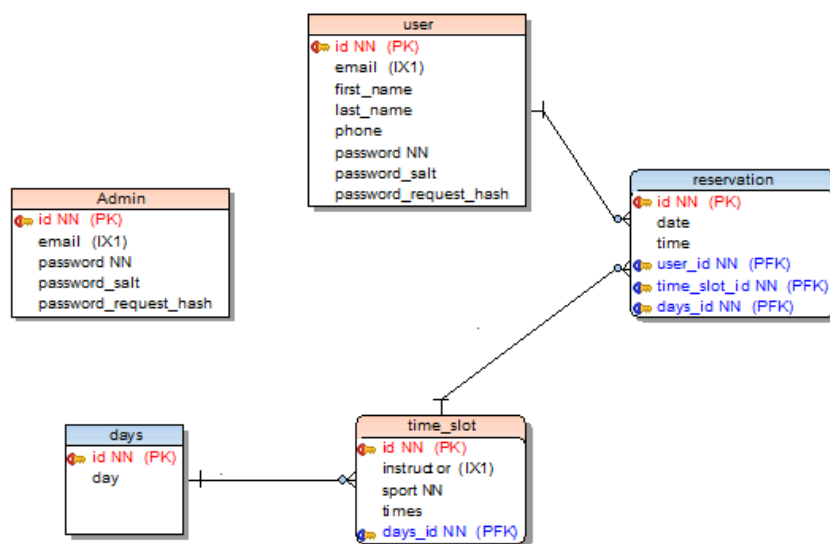 user
id NN (PK)
email (IX1)
first_name
last_name
phone
password NN
password_salt
password_request_hash
Admin
id NN (PK)
email (IX1)
password NN
password_salt
password_request_hash
reservation
id NN (PK)
date
time
user_id NN (PFK)
time_slot_id NN (PFK)
days_id NN (PFK)
days
id NN (PK)
day
time_slot
id NN (PK)
instructor (IX1)
sport NN
times
days_id NN (PFK)